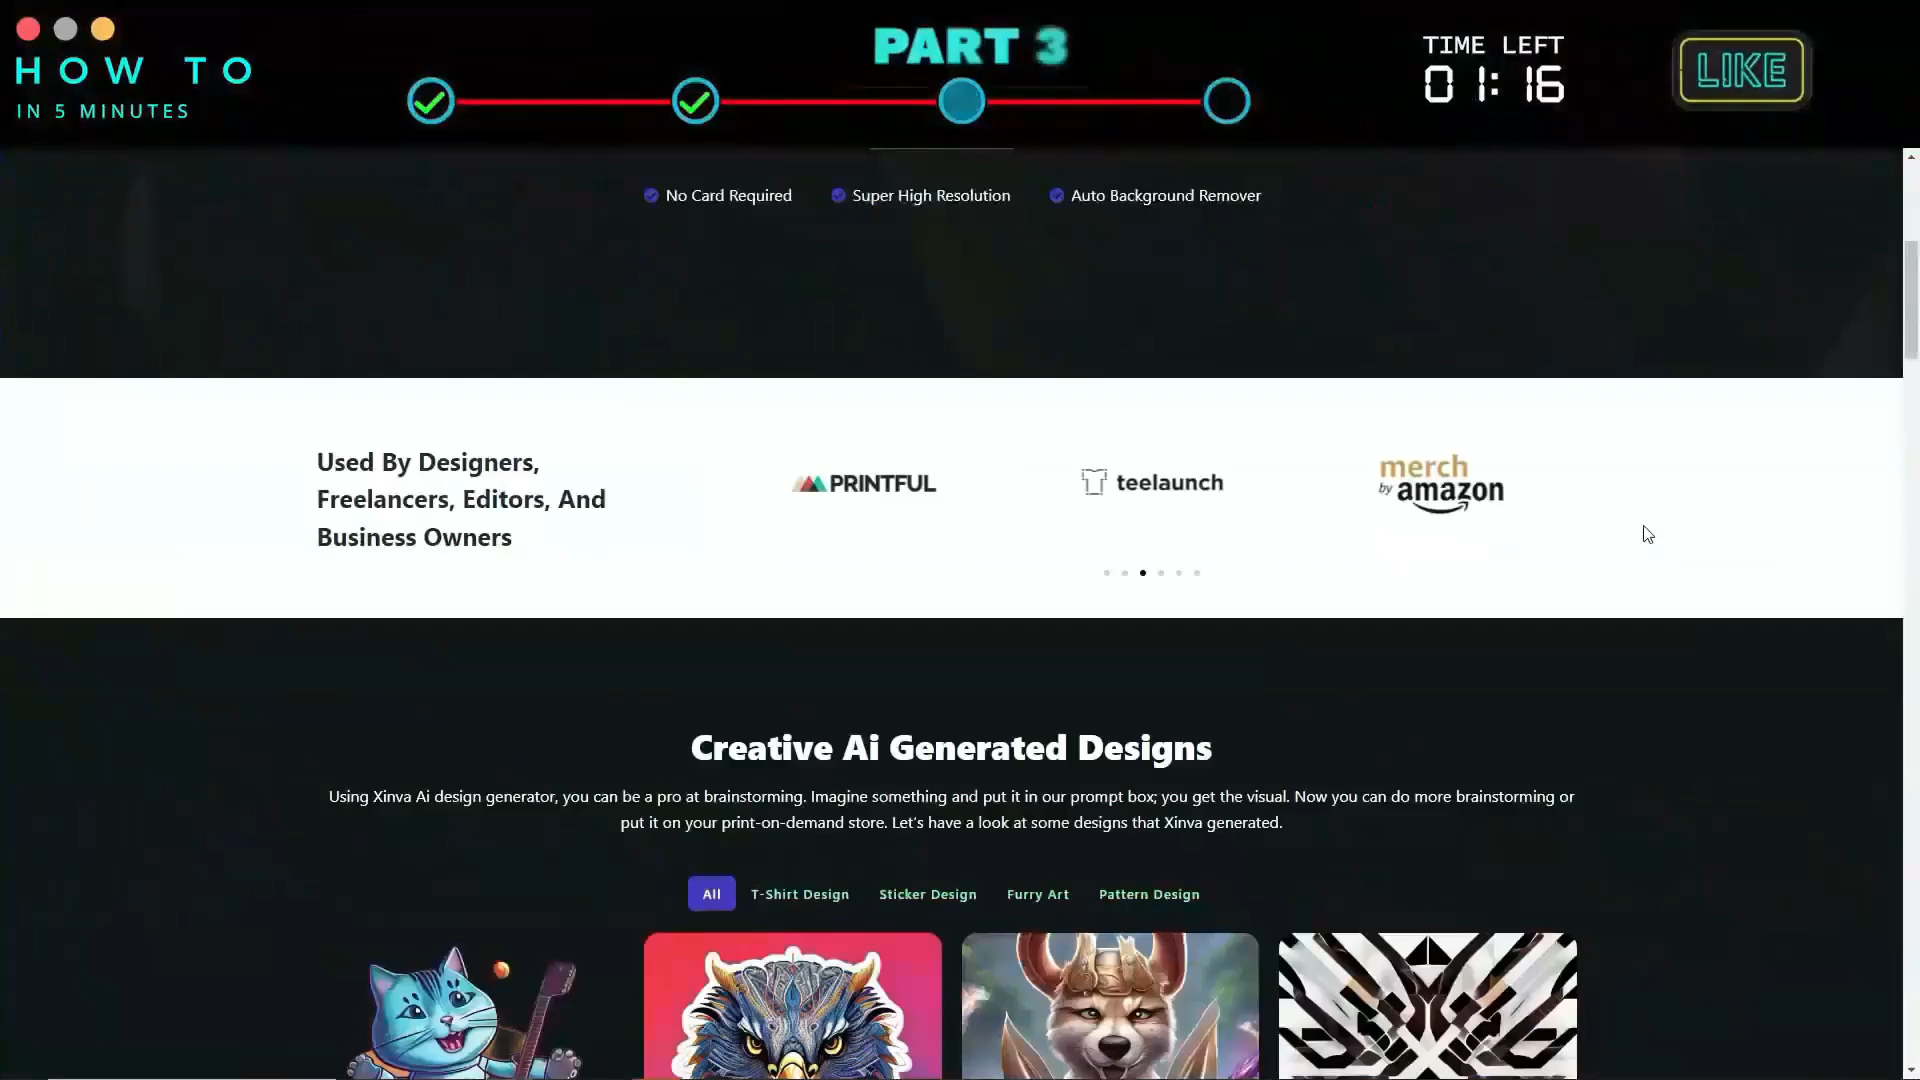 HOW TO
IN 5 MINUTES
PART 3
TIME LEFT
01:16
LIKE
No Card Required
Super High Resolution
Auto Background Remover
Used By Designers,
Freelancers, Editors, And
Business Owners
PRINTFUL
teelaunch
merch
by amazon
Creative Ai Generated Designs
Using Xinva Ai design generator, you can be a pro at brainstorming. Imagine something and put it in our prompt box; you get the visual. Now you can do more brainstorming or
put it on your print-on-demand store. Let's have a look at some designs that Xinva generated.
All
T-Shirt Design
Sticker Design
Furry Art
Pattern Design